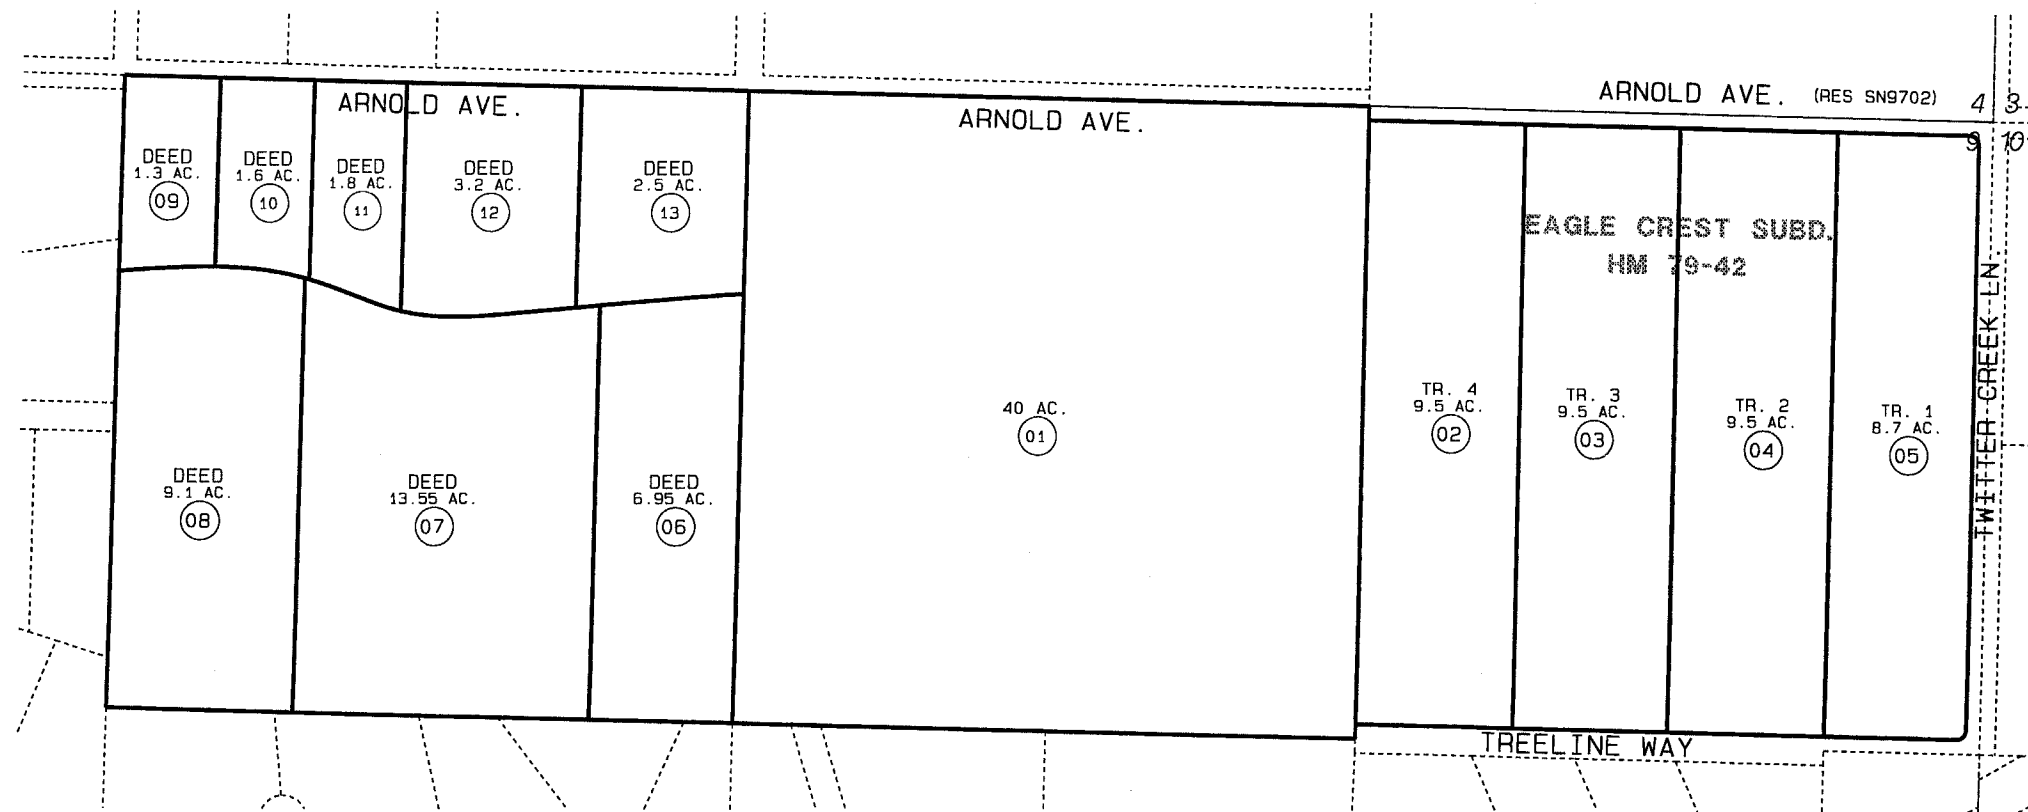 ARNOLD AVE. (RES SN9702)
4 3
9 10
ARNOLD AVE.
ARNOLD AVE.
DEED
1.3 AC.
09
DEED
1.6 AC.
10
DEED
1.8 AC.
11
DEED
3.2 AC.
12
DEED
2.5 AC.
13
EAGLE CREST SUBD.
HM 79-42
TWITTER CREEK LN.
40 AC.
01
TR. 4
9.5 AC.
02
TR. 3
9.5 AC.
03
TR. 2
9.5 AC.
04
TR. 1
8.7 AC.
05
DEED
9.1 AC.
08
DEED
13.55 AC.
07
DEED
6.95 AC.
06
TREELINE WAY